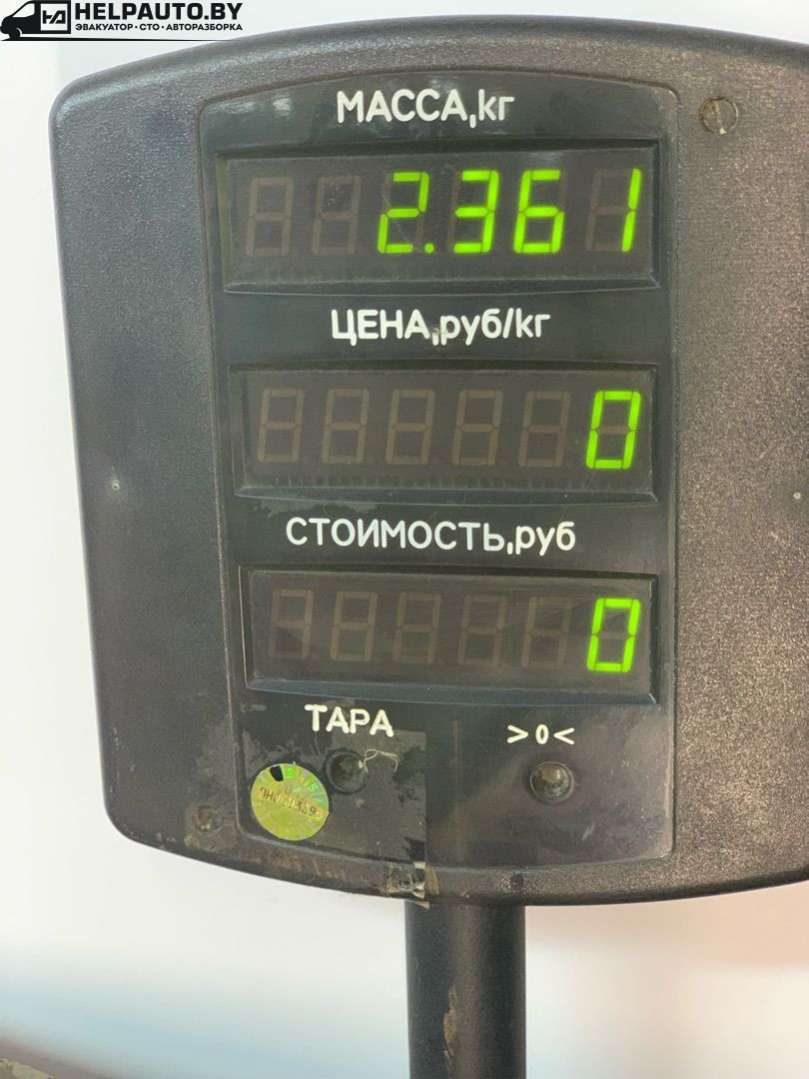 HELPAUTO.BY
ЭВАКУАТОР • СТО • АВТОРАЗБОРКА
МАССА,кг
2.361
ЦЕНА,руб/кг
0
СТОИМОСТЬ,руб
0
ТАРА >0<